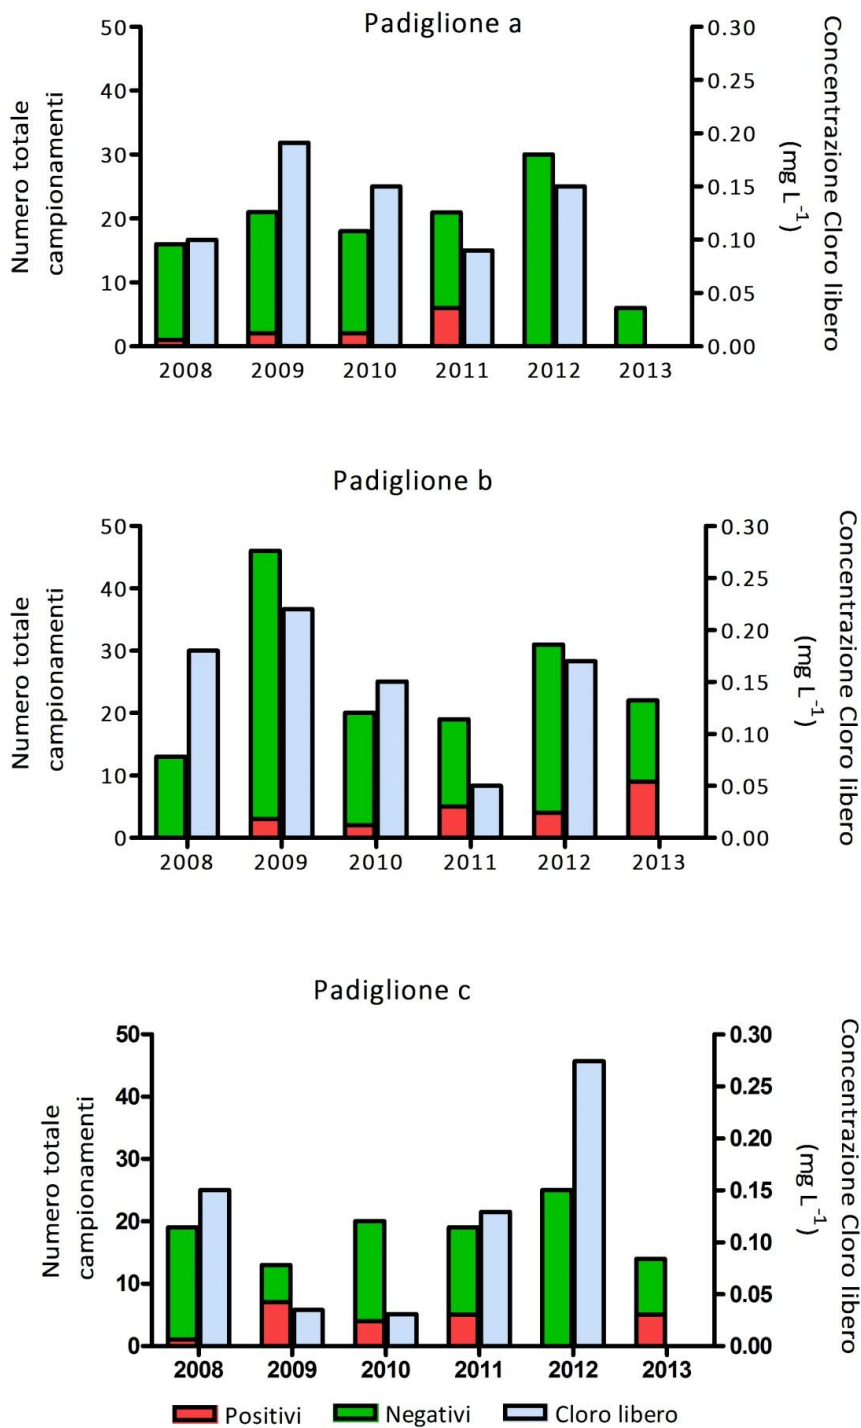 Padiglione a
Numero totale
campionamenti
50
40
30
20
10
0
0.30
0.25
0.20
0.15
0.10
0.05
0.00
Concentrazione Cloro libero
(mg L-1)
2008 2009 2010 2011 2012 2013
Padiglione b
Numero totale
campionamenti
50
40
30
20
10
0
0.30
0.25
0.20
0.15
0.10
0.05
0.00
Concentrazione Cloro libero
(mg L-1)
2008 2009 2010 2011 2012 2013
Padiglione c
Numero totale
campionamenti
50
40
30
20
10
0
0.30
0.25
0.20
0.15
0.10
0.05
0.00
Concentrazione Cloro libero
(mg L-1)
2008 2009 2010 2011 2012 2013
Positivi Negativi Cloro libero